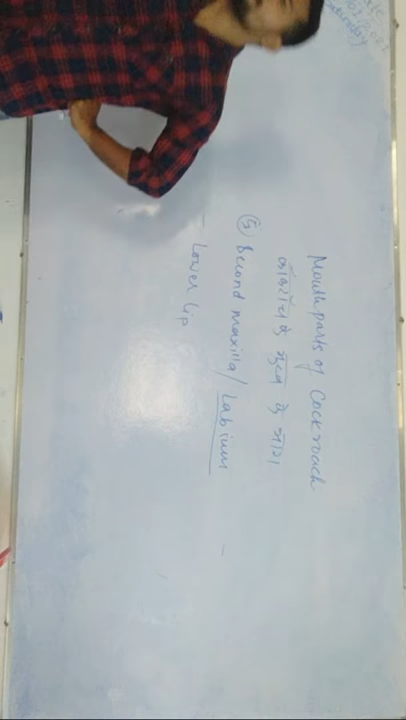 Mouth parts of Cockroach
कॉकरोच के मुख के भाग
⑤ Second maxilla / Labium
- Lower Lip